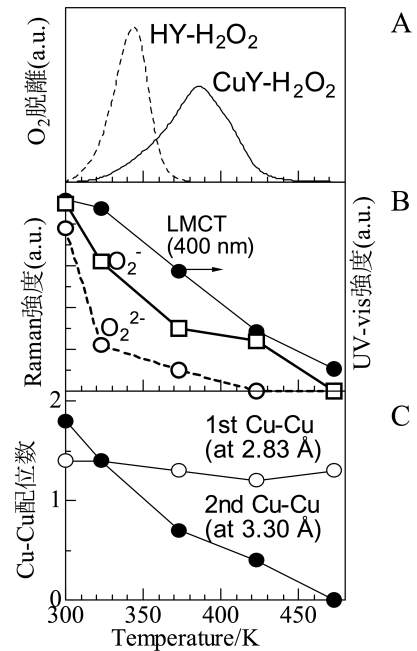 A
HY-H₂O₂
CuY-H₂O₂
O₂脱離(a.u.)
B
LMCT
(400 nm)
O₂⁻
O₂²⁻
Raman強度(a.u.)
UV-vis強度(a.u.)
C
1st Cu-Cu
(at 2.83 Å)
2nd Cu-Cu
(at 3.30 Å)
Cu-Cu配位数
2
1
0
300 350 400 450
Temperature/K